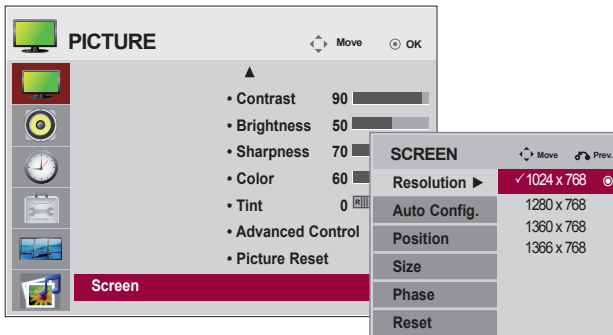 PICTURE
Move
OK
• Contrast 90
• Brightness 50
• Sharpness 70
• Color 60
• Tint 0 R
• Advanced Control
• Picture Reset
Screen
SCREEN
Move
Prev.
Resolution ►
✓1024 x 768
1280 x 768
1360 x 768
1366 x 768
Auto Config.
Position
Size
Phase
Reset